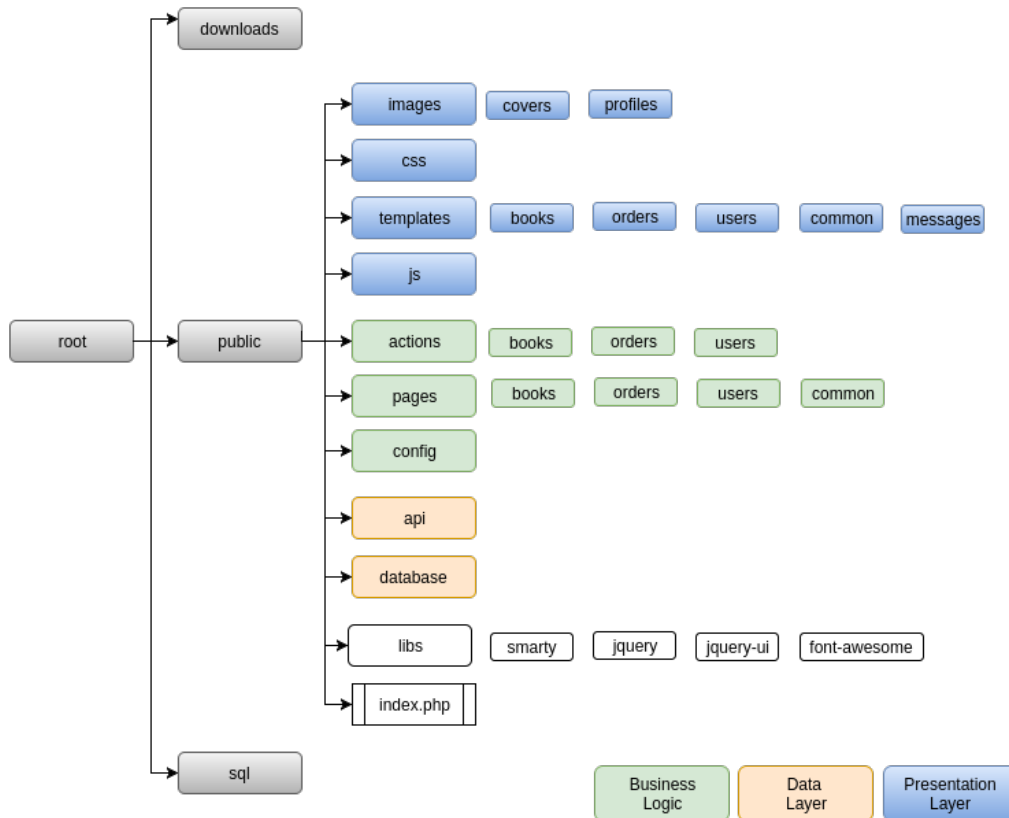 downloads
images
covers
profiles
css
templates
books
orders
users
common
messages
js
root
public
actions
books
orders
users
pages
books
orders
users
common
config
api
database
libs
smarty
jquery
jquery-ui
font-awesome
index.php
sql
Business
Logic
Data
Layer
Presentation
Layer